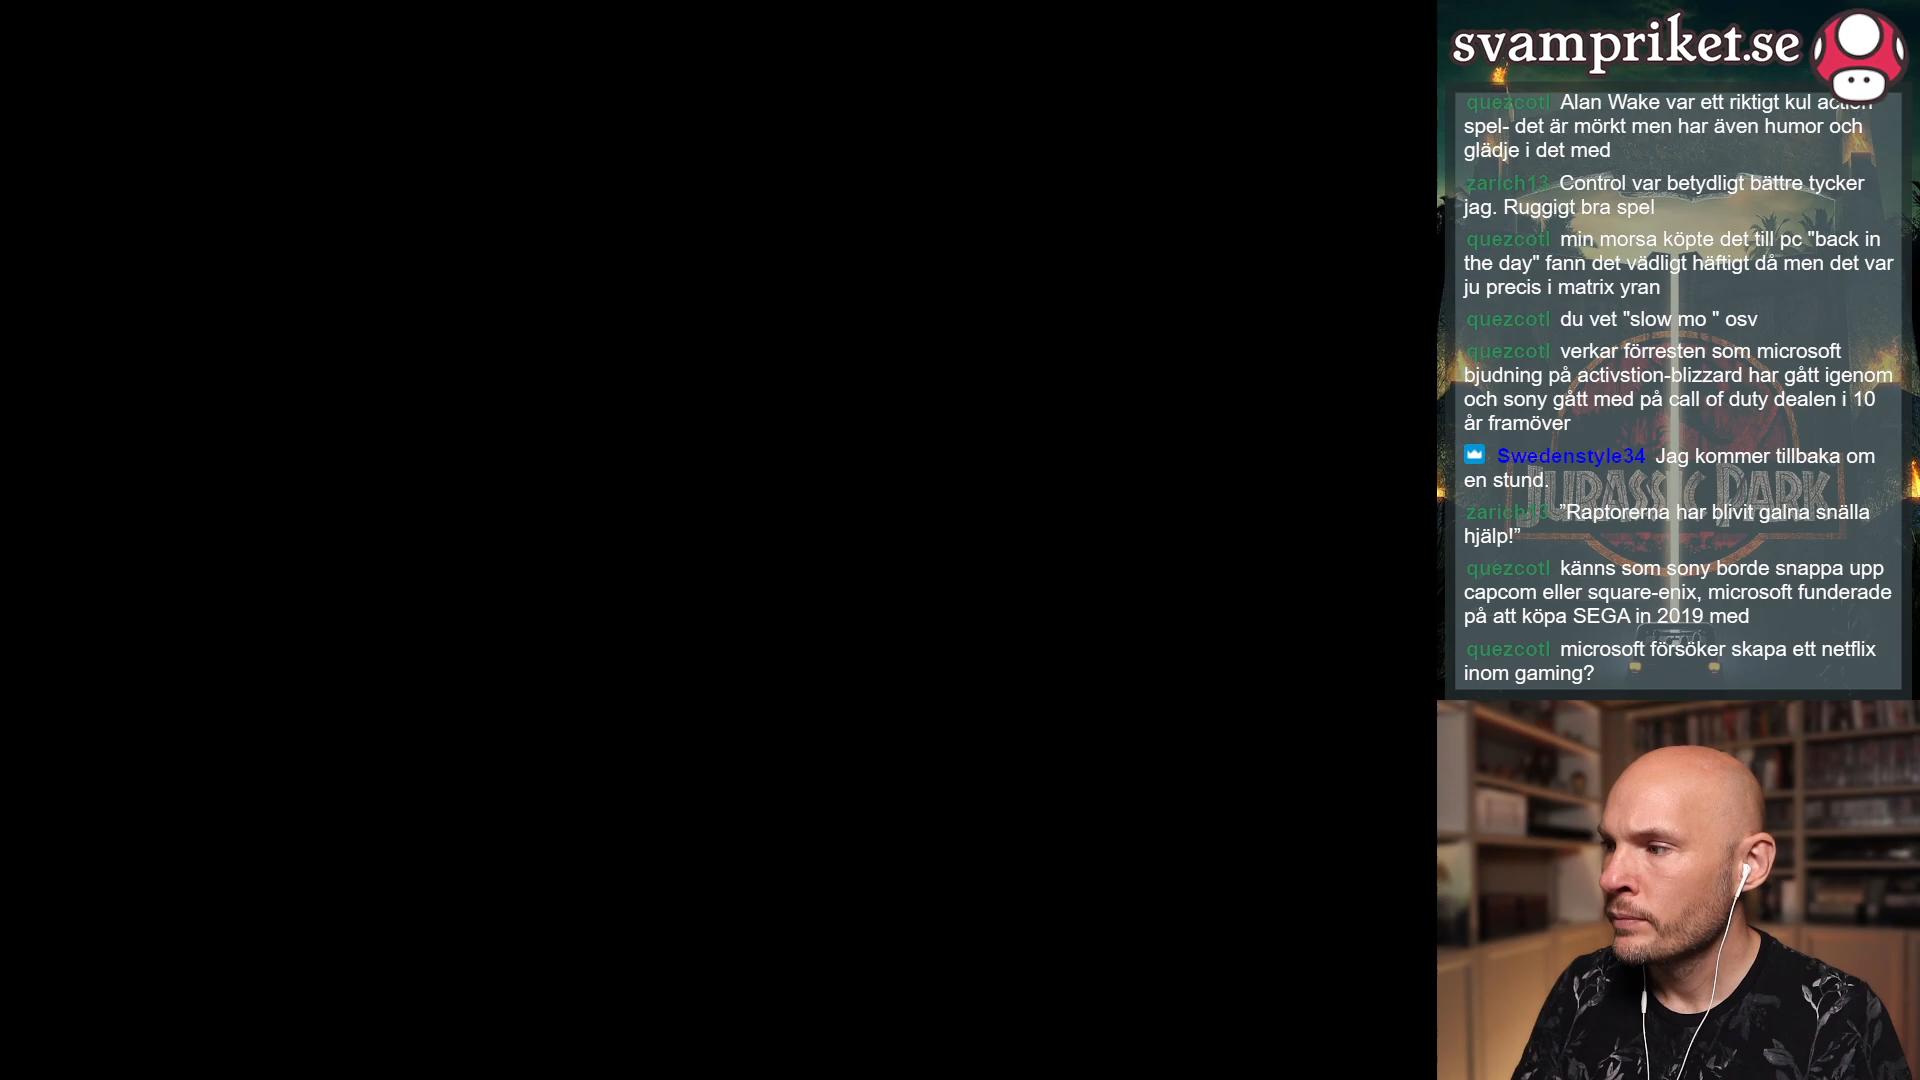 svampriket.se
quezcotl Alan Wake var ett riktigt kul action
spel- det är mörkt men har även humor och
glädje i det med
zarich13 Control var betydligt bättre tycker
jag. Ruggigt bra spel
quezcotl min morsa köpte det till pc "back in
the day" fann det vädligt häftigt då men det var
ju precis i matrix yran
quezcotl du vet "slow mo " osv
quezcotl verkar förresten som microsoft
bjudning på activstion-blizzard har gått igenom
och sony gått med på call of duty dealen i 10
år framöver
Swedenstyle34 Jag kommer tillbaka om
en stund.
zarich13 ”Raptorerna har blivit galna snälla
hjälp!”
JURASSIC PARK
quezcotl känns som sony borde snappa upp
capcom eller square-enix, microsoft funderade
på att köpa SEGA in 2019 med
quezcotl microsoft försöker skapa ett netflix
inom gaming?